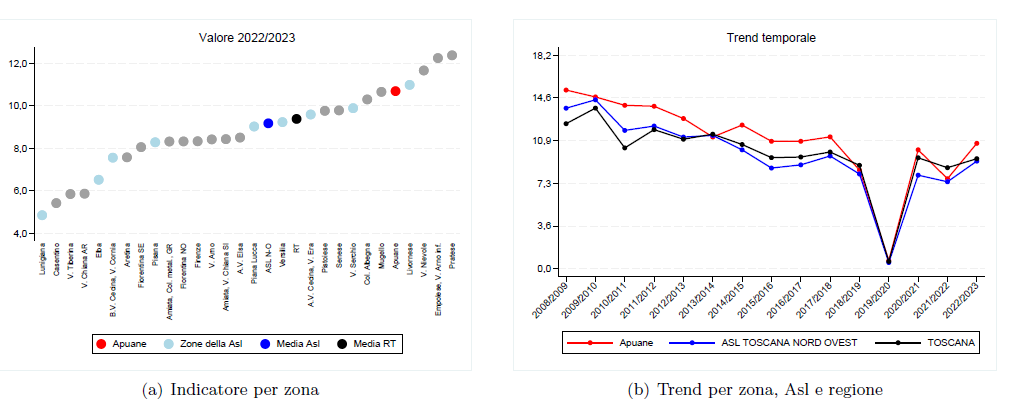 Valore 2022/2023
12,0
10,0
8,0
6,0
4,0
Lunigiana
Casentino
V. Tiberina
V. Chiana AR
Elba
B.V. Cecina, V. Cornia
Aretina
Fiorentina SE
Pisana
Amiata, Col. metal., GR
Fiorentina NO
Firenze
V. Arno
Amiata, V. Chiana SI
A.V. Elsa
Piana Lucca
ASL N-O
Versilia
RT
A.V. Cecina, V. Era
Pistoiese
Senese
V. Serchio
Col. Albegna
Mugello
Apuane
Livornese
V. Nievole
Empolese, V. Arno inf.
Pratese
Apuane
Zone della Asl
Media Asl
Media RT
(a) Indicatore per zona
Trend temporale
18,2
14,6
10,9
7,3
3,6
0,0
2008/2009
2009/2010
2010/2011
2011/2012
2012/2013
2013/2014
2014/2015
2015/2016
2016/2017
2017/2018
2018/2019
2019/2020
2020/2021
2021/2022
2022/2023
Apuane
ASL TOSCANA NORD OVEST
TOSCANA
(b) Trend per zona, Asl e regione